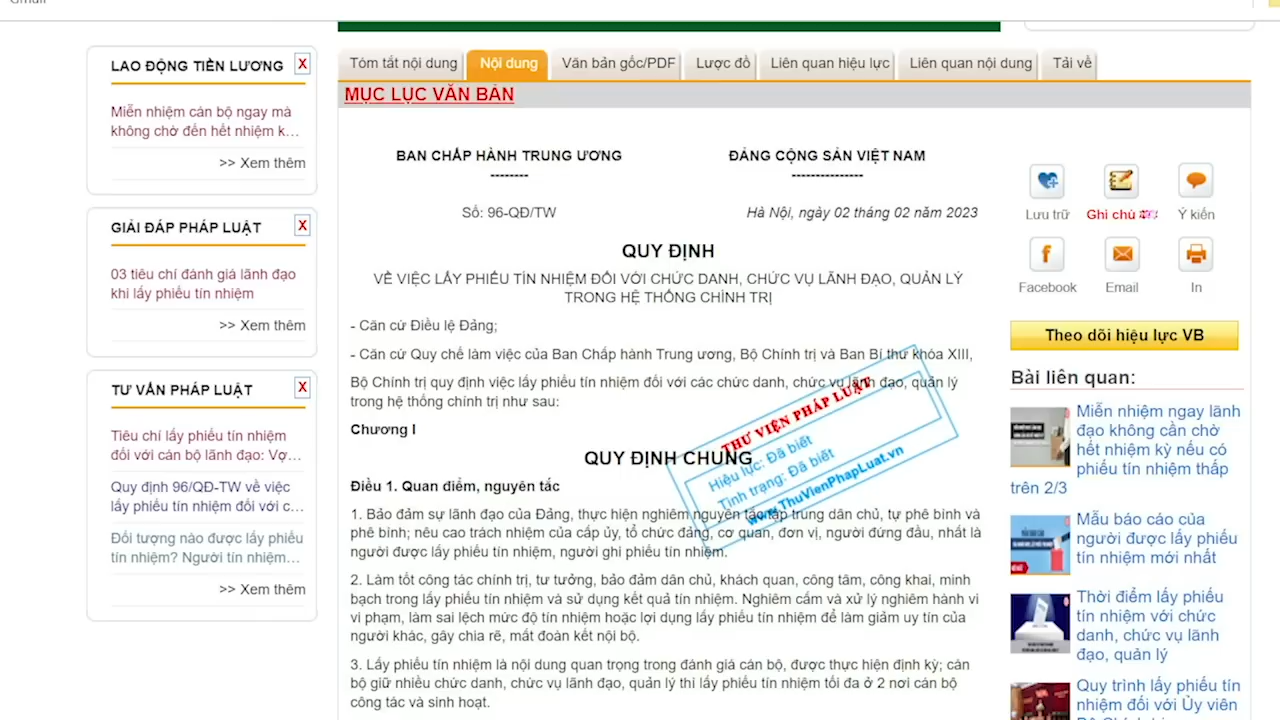 LAO ĐỘNG TIỀN LƯƠNG X
Miễn nhiệm cán bộ ngay mà
không chờ đến hết nhiệm k...
>> Xem thêm
GIẢI ĐÁP PHÁP LUẬT X
03 tiêu chí đánh giá lãnh đạo
khi lấy phiếu tín nhiệm
>> Xem thêm
TƯ VẤN PHÁP LUẬT X
Tiêu chí lấy phiếu tín nhiệm
đối với cán bộ lãnh đạo: Vợ...
Quy định 96/QĐ-TW về việc
lấy phiếu tín nhiệm đối với c...
Đối tượng nào được lấy phiếu
tín nhiệm? Người tín nhiệm...
>> Xem thêm
Tóm tắt nội dung Nội dung Văn bản gốc/PDF Lược đồ Liên quan hiệu lực Liên quan nội dung Tải về
MỤC LỤC VĂN BẢN
BAN CHẤP HÀNH TRUNG ƯƠNG ĐẢNG CỘNG SẢN VIỆT NAM
-------- ---------------
Số: 96-QĐ/TW Hà Nội, ngày 02 tháng 02 năm 2023
QUY ĐỊNH
VỀ VIỆC LẤY PHIẾU TÍN NHIỆM ĐỐI VỚI CHỨC DANH, CHỨC VỤ LÃNH ĐẠO, QUẢN LÝ
TRONG HỆ THỐNG CHÍNH TRỊ
- Căn cứ Điều lệ Đảng;
- Căn cứ Quy chế làm việc của Ban Chấp hành Trung ương, Bộ Chính trị và Ban Bí thư khóa XIII,
Bộ Chính trị quy định việc lấy phiếu tín nhiệm đối với các chức danh, chức vụ lãnh đạo, quản lý
trong hệ thống chính trị như sau:
Chương I
QUY ĐỊNH CHUNG
THƯ VIỆN PHÁP LUẬT
Hiệu lực: Đã biết
Tình trạng: Đã biết
www.ThuVienPhapLuat.vn
Điều 1. Quan điểm, nguyên tắc
1. Bảo đảm sự lãnh đạo của Đảng, thực hiện nghiêm nguyên tắc tập trung dân chủ, tự phê bình và
phê bình; nêu cao trách nhiệm của cấp ủy, tổ chức đảng, cơ quan, đơn vị, người đứng đầu, nhất là
người được lấy phiếu tín nhiệm, người ghi phiếu tín nhiệm.
2. Làm tốt công tác chính trị, tư tưởng, bảo đảm dân chủ, khách quan, công tâm, công khai, minh
bạch trong lấy phiếu tín nhiệm và sử dụng kết quả tín nhiệm. Nghiêm cấm và xử lý nghiêm hành vi
vi phạm, làm sai lệch mức độ tín nhiệm hoặc lợi dụng lấy phiếu tín nhiệm để làm giảm uy tín của
người khác, gây chia rẽ, mất đoàn kết nội bộ.
3. Lấy phiếu tín nhiệm là nội dung quan trọng trong đánh giá cán bộ, được thực hiện định kỳ; cán
bộ giữ nhiều chức danh, chức vụ lãnh đạo, quản lý thì lấy phiếu tín nhiệm tối đa ở 2 nơi cán bộ
công tác và sinh hoạt.
Lưu trữ Ghi chú Ý kiến
Facebook Email In
Theo dõi hiệu lực VB
Bài liên quan:
Miễn nhiệm ngay lãnh
đạo không cần chờ
hết nhiệm kỳ nếu có
phiếu tín nhiệm thấp
trên 2/3
Mẫu báo cáo của
người được lấy phiếu
tín nhiệm mới nhất
Thời điểm lấy phiếu
tín nhiệm với chức
danh, chức vụ lãnh
đạo, quản lý
Quy trình lấy phiếu tín
nhiệm đối với Ủy viên